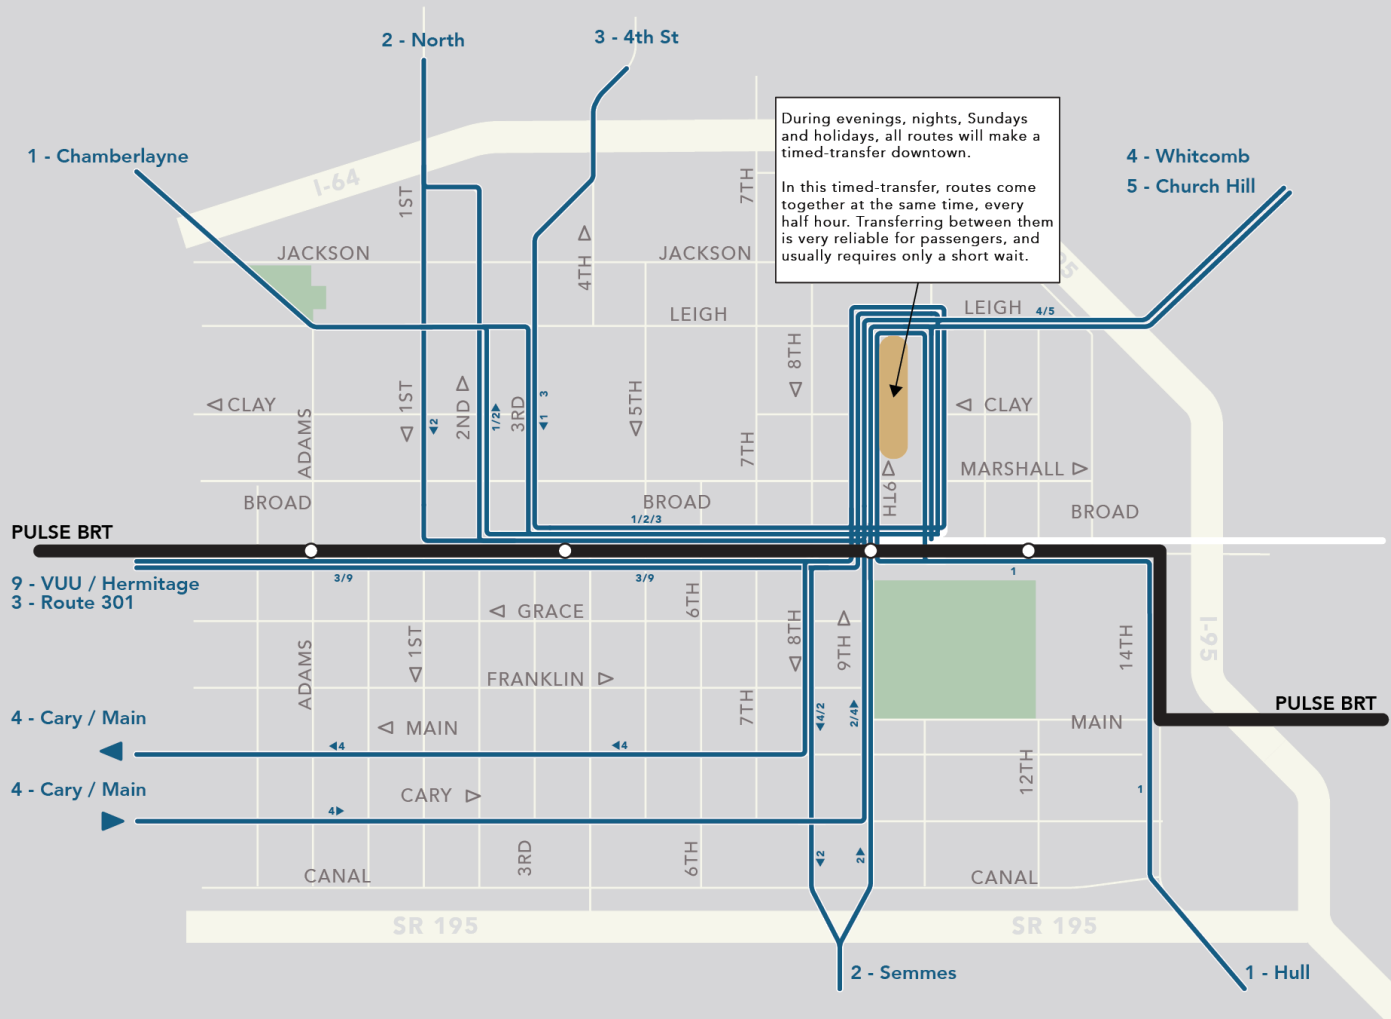 2 - North
3 - 4th St
During evenings, nights, Sundays
and holidays, all routes will make a
timed-transfer downtown.
In this timed-transfer, routes come
together at the same time, every
half hour. Transferring between them
is very reliable for passengers, and
usually requires only a short wait.
1 - Chamberlayne
4 - Whitcomb
5 - Church Hill
I-64
1ST
7TH
JACKSON
4TH
JACKSON
95
LEIGH
LEIGH
4/5
8TH
CLAY
ADAMS
1ST
2
2ND
1/2
3RD
3
1
5TH
7TH
CLAY
MARSHALL
9TH
BROAD
BROAD
BROAD
1/2/3
PULSE BRT
9 - VUU / Hermitage
3 - Route 301
3/9
3/9
1
GRACE
6TH
8TH
9TH
14TH
I-95
ADAMS
1ST
FRANKLIN
7TH
4/2
2/4
PULSE BRT
4 - Cary / Main
MAIN
MAIN
4
4
12TH
1
4 - Cary / Main
CARY
4
3RD
6TH
2
2
CANAL
CANAL
SR 195
SR 195
2 - Semmes
1 - Hull